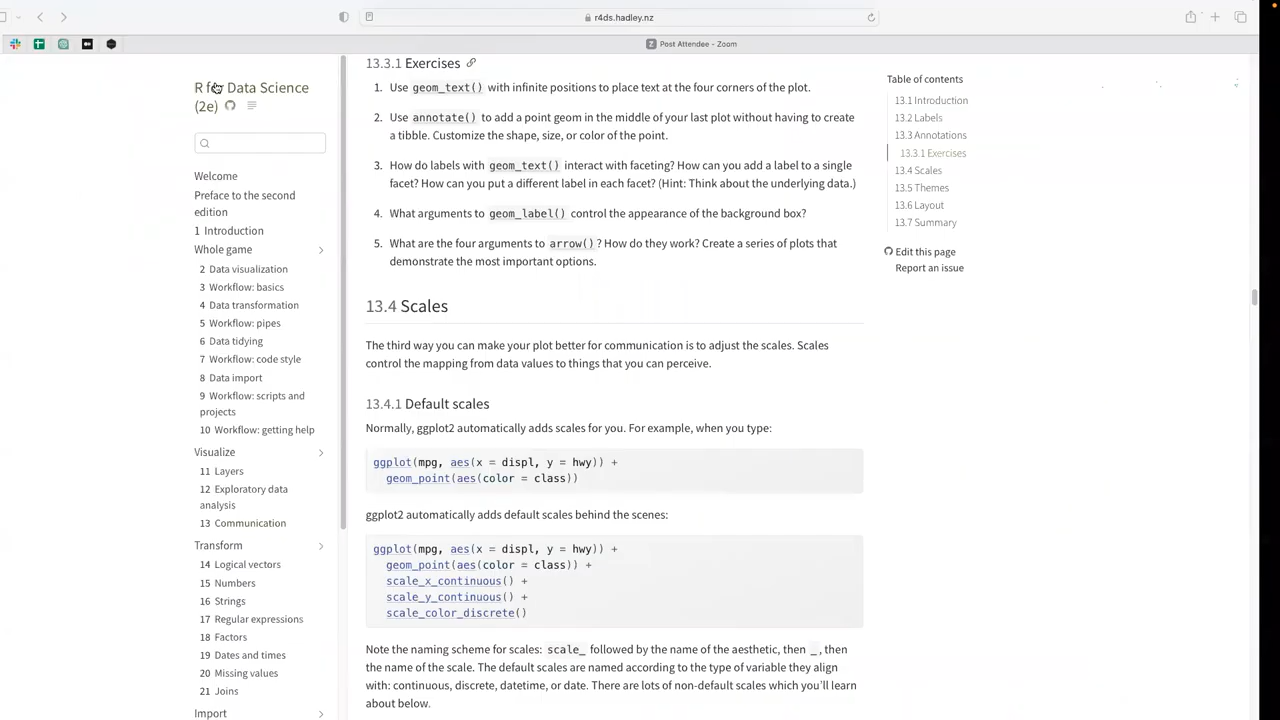 r4ds.hadley.nz
Post Attendee - Zoom
R for Data Science
(2e)
Welcome
Preface to the second
edition
1 Introduction
Whole game
2 Data visualization
3 Workflow: basics
4 Data transformation
5 Workflow: pipes
6 Data tidying
7 Workflow: code style
8 Data import
9 Workflow: scripts and
projects
10 Workflow: getting help
Visualize
11 Layers
12 Exploratory data
analysis
13 Communication
Transform
14 Logical vectors
15 Numbers
16 Strings
17 Regular expressions
18 Factors
19 Dates and times
20 Missing values
21 Joins
Import
13.3.1 Exercises
1. Use geom_text() with infinite positions to place text at the four corners of the plot.
2. Use annotate() to add a point geom in the middle of your last plot without having to create
a tibble. Customize the shape, size, or color of the point.
3. How do labels with geom_text() interact with faceting? How can you add a label to a single
facet? How can you put a different label in each facet? (Hint: Think about the underlying data.)
4. What arguments to geom_label() control the appearance of the background box?
5. What are the four arguments to arrow()? How do they work? Create a series of plots that
demonstrate the most important options.
13.4 Scales
The third way you can make your plot better for communication is to adjust the scales. Scales
control the mapping from data values to things that you can perceive.
13.4.1 Default scales
Normally, ggplot2 automatically adds scales for you. For example, when you type:
ggplot(mpg, aes(x = displ, y = hwy)) +
geom_point(aes(color = class))
ggplot2 automatically adds default scales behind the scenes:
ggplot(mpg, aes(x = displ, y = hwy)) +
geom_point(aes(color = class)) +
scale_x_continuous() +
scale_y_continuous() +
scale_color_discrete()
Note the naming scheme for scales: scale_ followed by the name of the aesthetic, then _, then
the name of the scale. The default scales are named according to the type of variable they align
with: continuous, discrete, datetime, or date. There are lots of non-default scales which you'll learn
about below.
Table of contents
13.1 Introduction
13.2 Labels
13.3 Annotations
13.3.1 Exercises
13.4 Scales
13.5 Themes
13.6 Layout
13.7 Summary
Edit this page
Report an issue